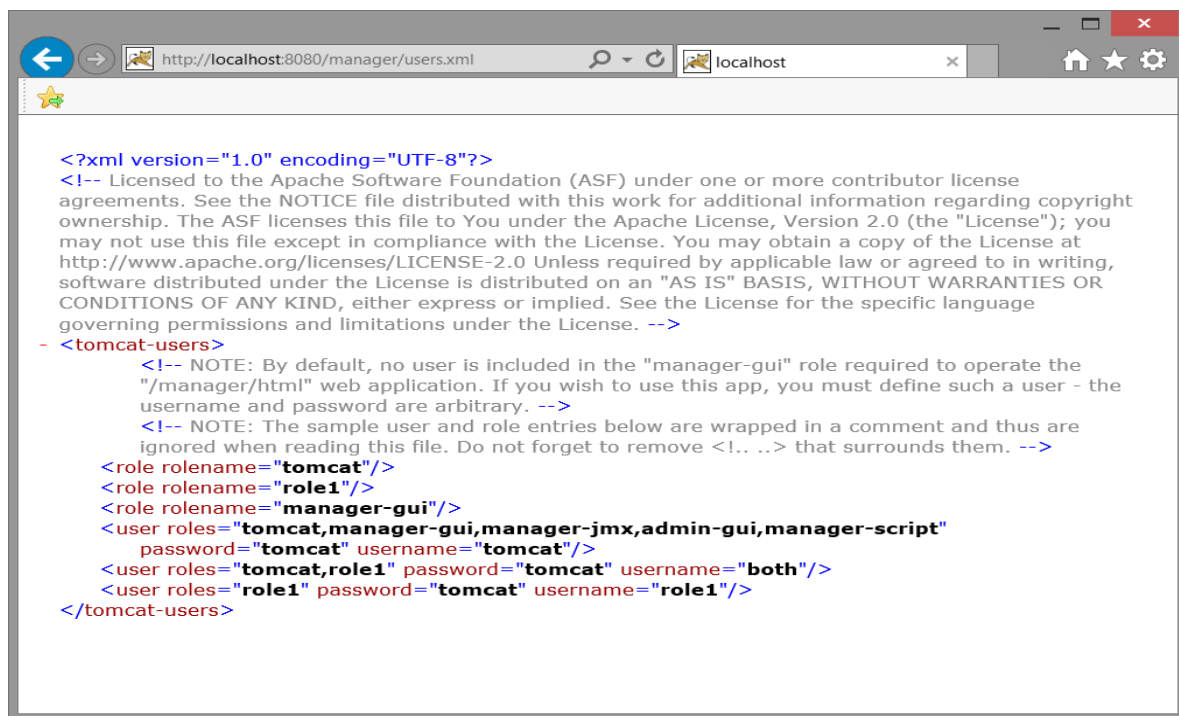 http://localhost:8080/manager/users.xml
localhost
<?xml version="1.0" encoding="UTF-8"?>
<!-- Licensed to the Apache Software Foundation (ASF) under one or more contributor license
agreements. See the NOTICE file distributed with this work for additional information regarding copyright
ownership. The ASF licenses this file to You under the Apache License, Version 2.0 (the "License"); you
may not use this file except in compliance with the License. You may obtain a copy of the License at
http://www.apache.org/licenses/LICENSE-2.0 Unless required by applicable law or agreed to in writing,
software distributed under the License is distributed on an "AS IS" BASIS, WITHOUT WARRANTIES OR
CONDITIONS OF ANY KIND, either express or implied. See the License for the specific language
governing permissions and limitations under the License. -->
- <tomcat-users>
<!-- NOTE: By default, no user is included in the "manager-gui" role required to operate the
"/manager/html" web application. If you wish to use this app, you must define such a user - the
username and password are arbitrary. -->
<!-- NOTE: The sample user and role entries below are wrapped in a comment and thus are
ignored when reading this file. Do not forget to remove <!.. ..> that surrounds them. -->
<role rolename="tomcat"/>
<role rolename="role1"/>
<role rolename="manager-gui"/>
<user roles="tomcat,manager-gui,manager-jmx,admin-gui,manager-script"
password="tomcat" username="tomcat"/>
<user roles="tomcat,role1" password="tomcat" username="both"/>
<user roles="role1" password="tomcat" username="role1"/>
</tomcat-users>